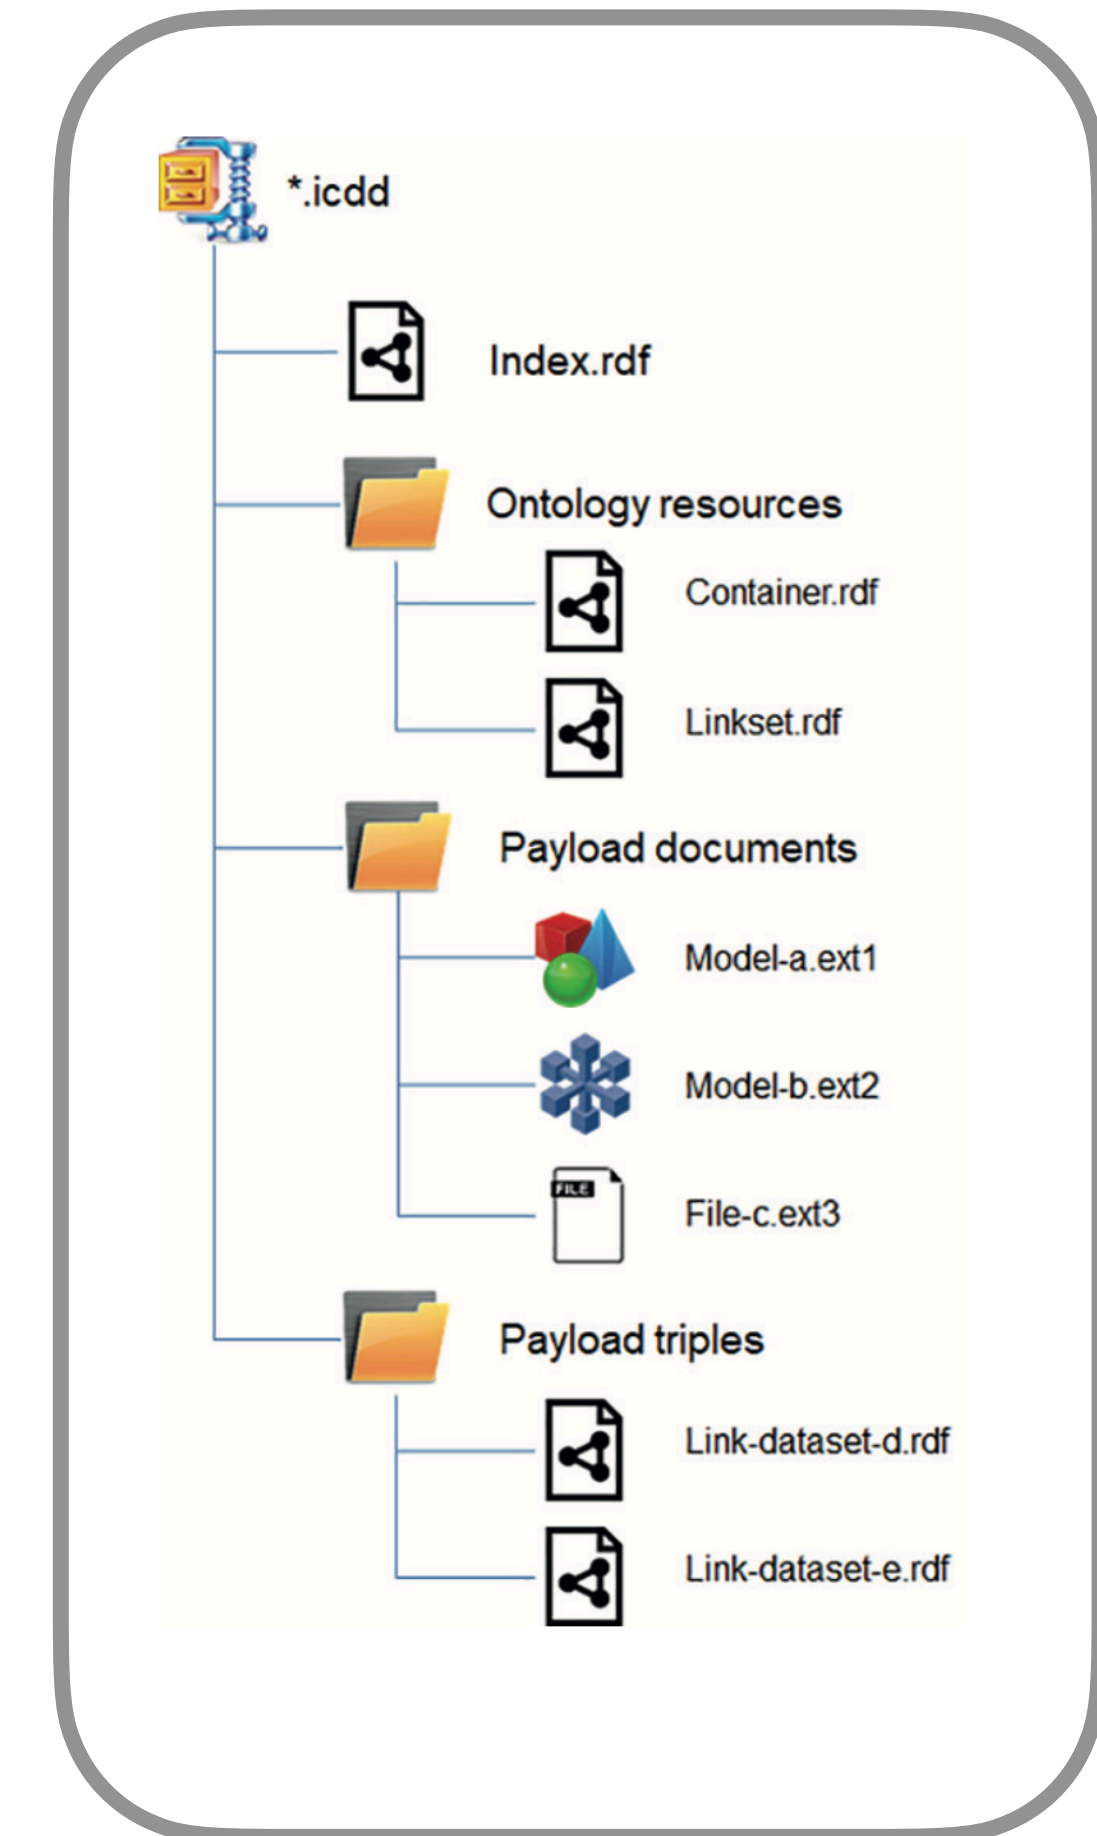 *.icdd
Index.rdf
Ontology resources
Container.rdf
Linkset.rdf
Payload documents
Model-a.ext1
Model-b.ext2
FILE
File-c.ext3
Payload triples
Link-dataset-d.rdf
Link-dataset-e.rdf